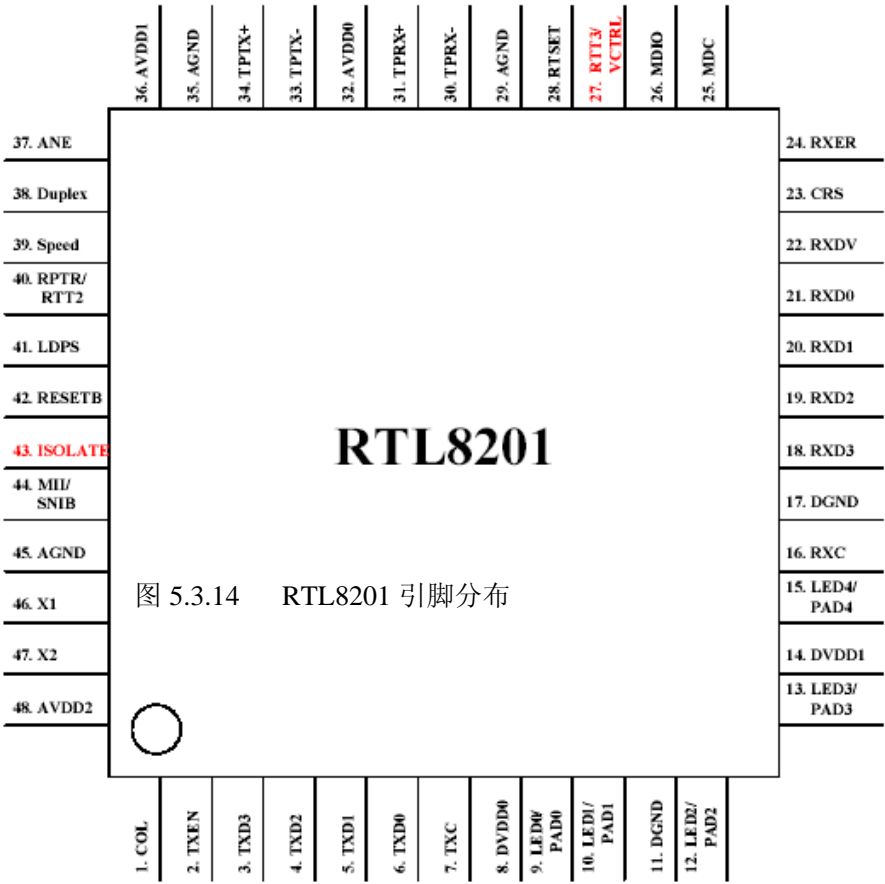 36. AVDD1
35. AGND
34. TPTX+
33. TPTX-
32. AVDD0
31. TPRX+
30. TPRX-
29. AGND
28. RTSET
27. RTT3/
VCTRL
26. MDIO
25. MDC
37. ANE
38. Duplex
39. Speed
40. RPTR/
RTT2
41. LDPS
42. RESETB
43. ISOLATE
44. MII/
SNIB
45. AGND
46. X1
47. X2
48. AVDD2
24. RXER
23. CRS
22. RXDV
21. RXD0
20. RXD1
19. RXD2
18. RXD3
17. DGND
16. RXC
15. LED4/
PAD4
14. DVDD1
13. LED3/
PAD3
RTL8201
图 5.3.14 RTL8201 引脚分布
1. COL
2. TXEN
3. TXD3
4. TXD2
5. TXD1
6. TXD0
7. TXC
8. DVDD0
9. LED0/
PAD0
10. LED1/
PAD1
11. DGND
12. LED2/
PAD2